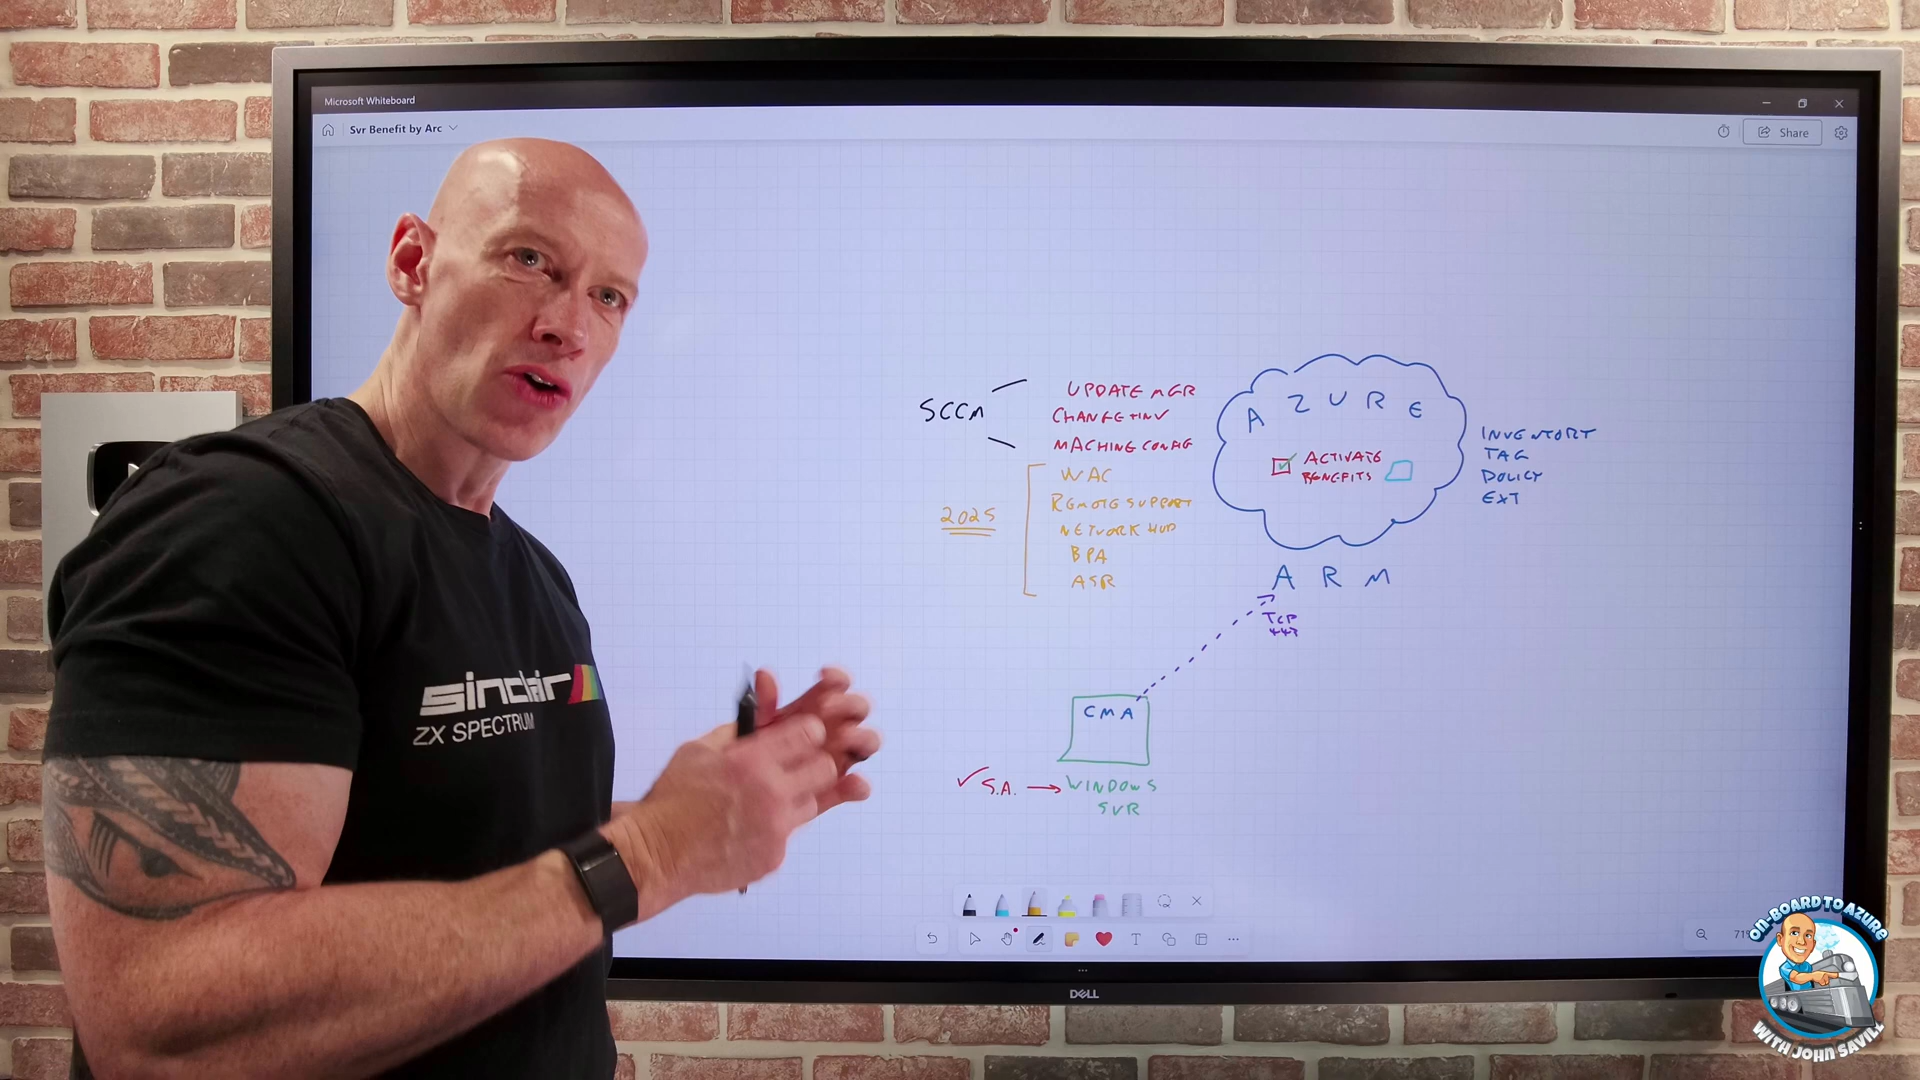 Microsoft Whiteboard
Svr Benefit by Arc
Share
SCCM
UPDATE MGR
CHANGE + INV
MACHINE CONFIG
2025
WAC
REMOTE SUPPORT
NETWORK HUD
BPA
ASR
AZURE
ACTIVATE
BENEFITS
INVENTORY
TAG
POLICY
EXT
ARM
TCP
443
CMA
S.A.
WINDOWS
SVR
sinclair
ZX SPECTRUM
DELL
ON-BOARD TO AZURE
WITH JOHN SAVILL